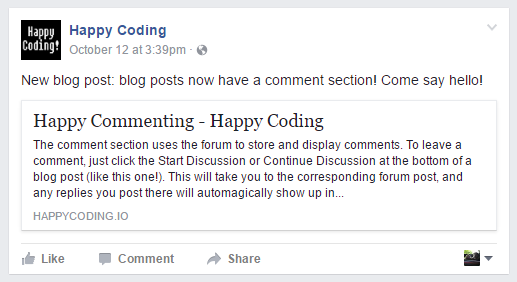 Happy Coding!
Happy Coding
October 12 at 3:39pm ·
New blog post: blog posts now have a comment section! Come say hello!
Happy Commenting - Happy Coding
The comment section uses the forum to store and display comments. To leave a
comment, just click the Start Discussion or Continue Discussion at the bottom of a
blog post (like this one!). This will take you to the corresponding forum post, and
any replies you post there will automagically show up in...
HAPPYCODING.IO
Like Comment Share